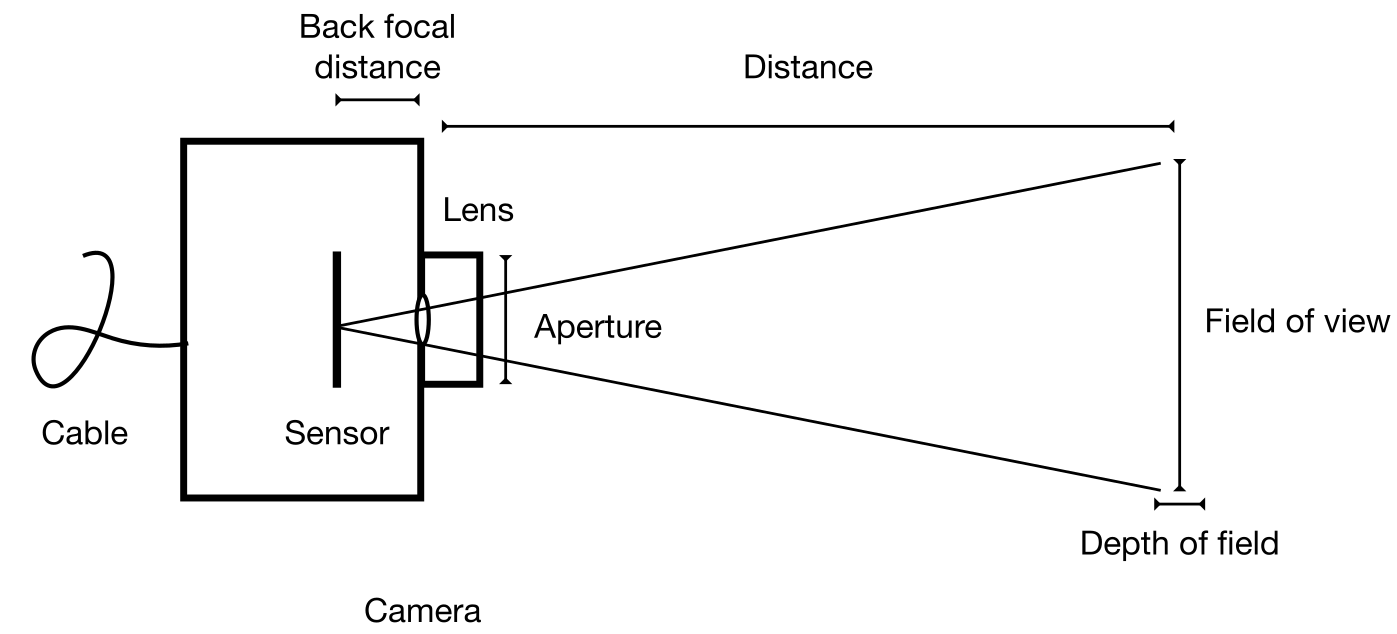 Back focal
distance
Distance
Lens
Aperture
Field of view
Cable
Sensor
Depth of field
Camera